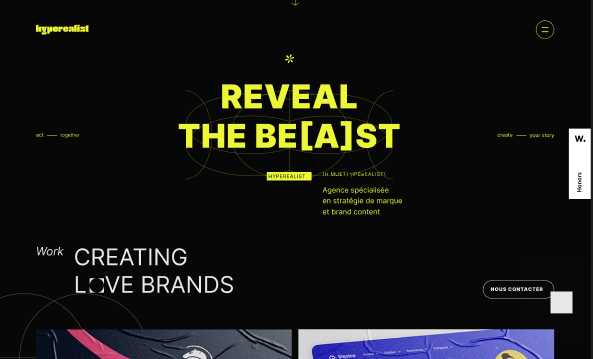 hyperealist
REVEAL
THE BE[A]ST
act — together
create — your story
W.
Honors
HYPEREALIST
Agence spécialisée
en stratégie de marque
et brand content
Work
CREATING
LOVE BRANDS
NOUS CONTACTER